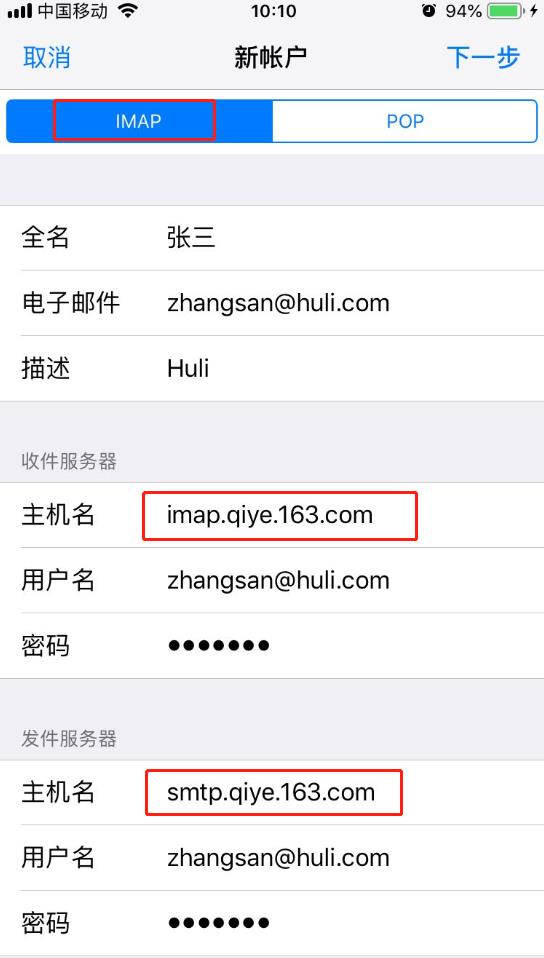 中国移动 10:10 94%
取消 新帐户 下一步
IMAP POP
全名 张三
电子邮件 zhangsan@huli.com
描述 Huli
收件服务器
主机名 imap.qiye.163.com
用户名 zhangsan@huli.com
密码 ●●●●●●●
发件服务器
主机名 smtp.qiye.163.com
用户名 zhangsan@huli.com
密码 ●●●●●●●